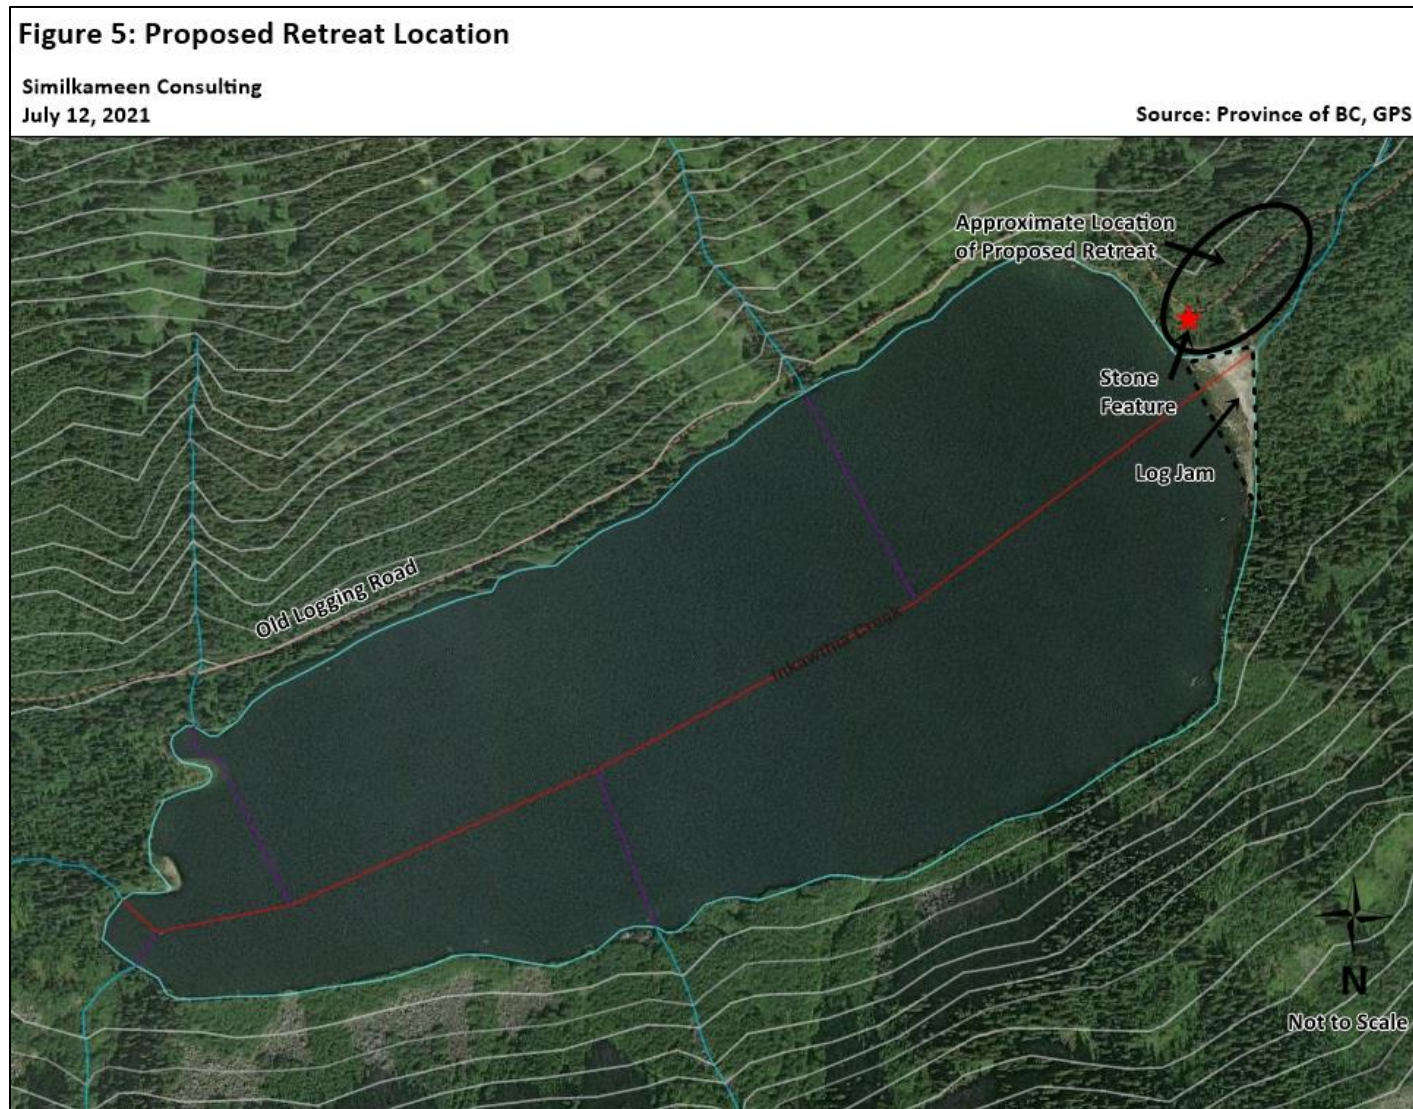 Figure 5: Proposed Retreat Location
Similkameen Consulting
July 12, 2021
Source: Province of BC, GPS
Approximate Location
of Proposed Retreat
Stone
Feature
Log Jam
Old Logging Road
Creek
N
Not to Scale